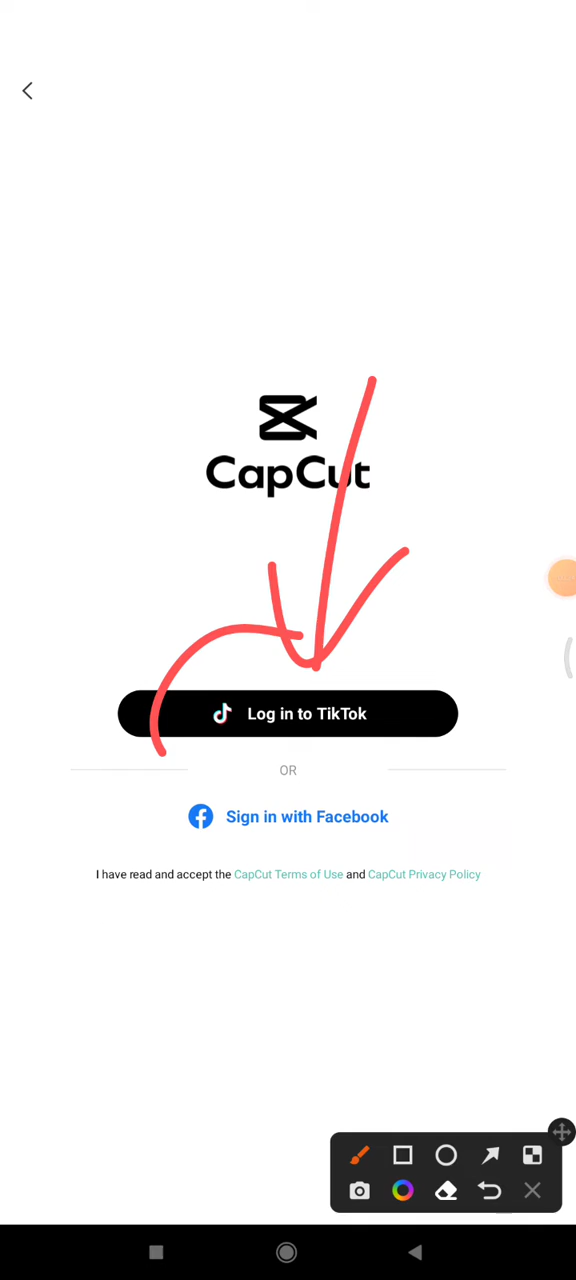 CapCut
Log in to TikTok
OR
Sign in with Facebook
I have read and accept the CapCut Terms of Use and CapCut Privacy Policy